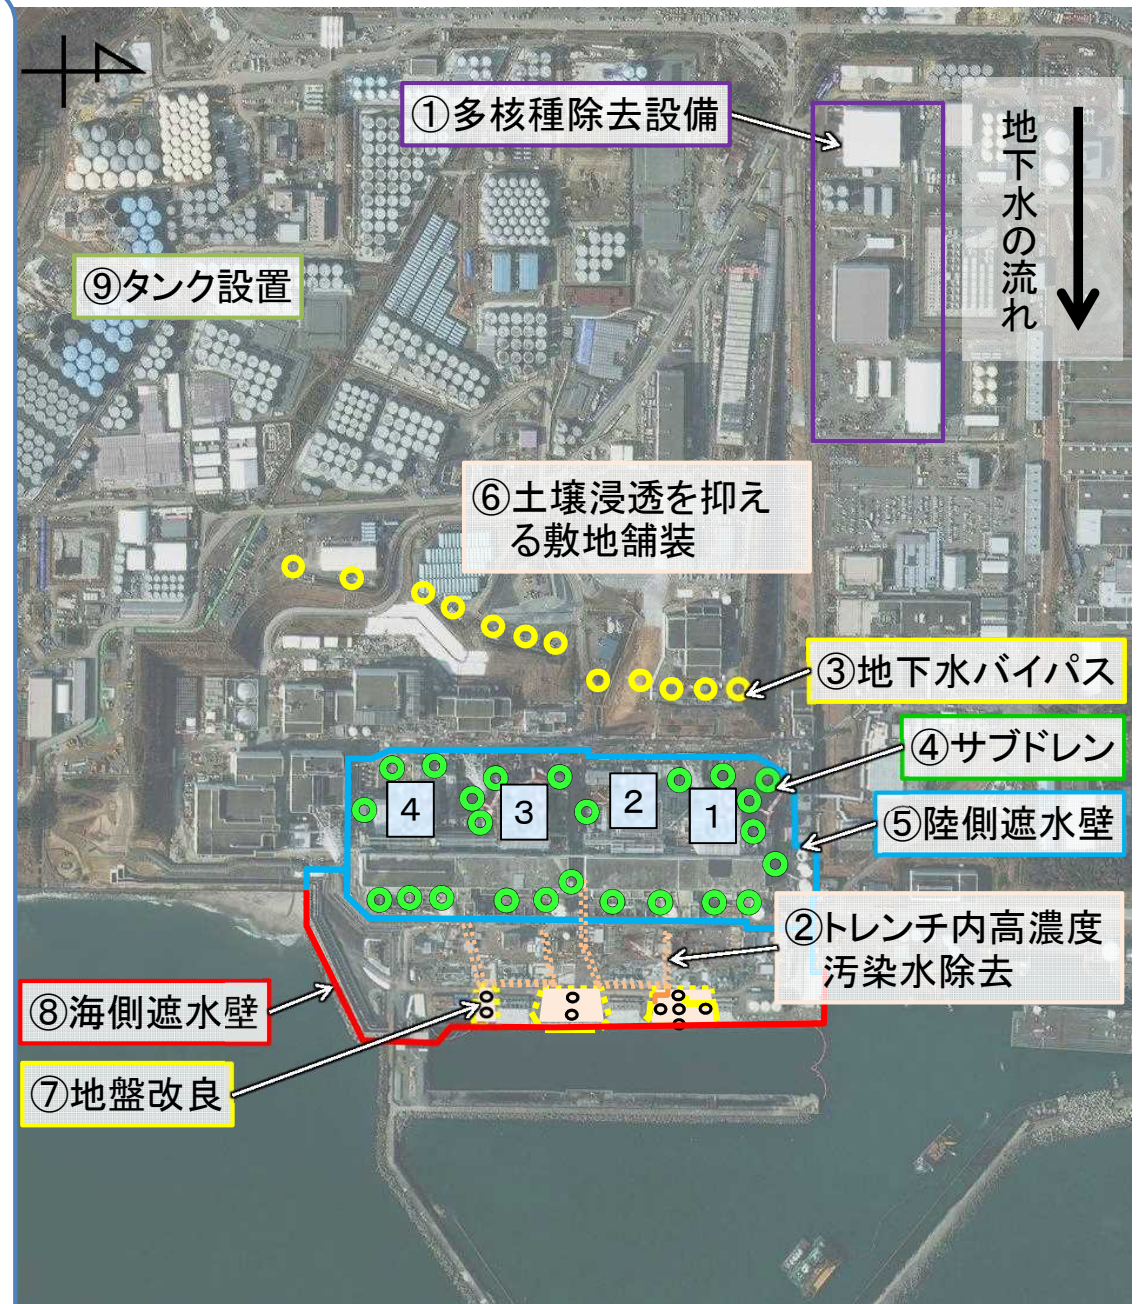 ①多核種除去設備
地下水の流れ
⑨タンク設置
⑥土壌浸透を抑え
る敷地舗装
③地下水バイパス
④サブドレン
⑤陸側遮水壁
4
3
2
1
②トレンチ内高濃度
汚染水除去
⑧海側遮水壁
⑦地盤改良